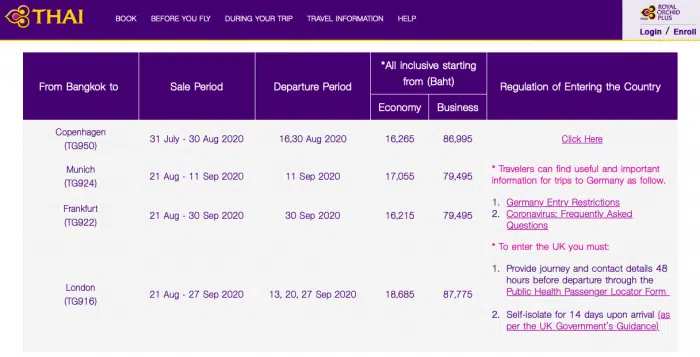 THAI
BOOK BEFORE YOU FLY DURING YOUR TRIP TRAVEL INFORMATION HELP
ROYAL
ORCHID
PLUS
Login / Enroll
From Bangkok to
Sale Period
Departure Period
*All inclusive starting
from (Baht)
Economy Business
Regulation of Entering the Country
Copenhagen
(TG950)
31 July - 30 Aug 2020
16,30 Aug 2020
16,265
86,995
Click Here
Munich
(TG924)
21 Aug - 11 Sep 2020
11 Sep 2020
17,055
79,495
* Travelers can find useful and important
information for trips to Germany as follow.
1. Germany Entry Restrictions
2. Coronavirus: Frequently Asked
Questions
Frankfurt
(TG922)
21 Aug - 30 Sep 2020
30 Sep 2020
16,215
79,495
London
(TG916)
21 Aug - 27 Sep 2020
13, 20, 27 Sep 2020
18,685
87,775
* To enter the UK you must:
1. Provide journey and contact details 48
hours before departure through the
Public Health Passenger Locator Form
2. Self-isolate for 14 days upon arrival (as
per the UK Government's Guidance)